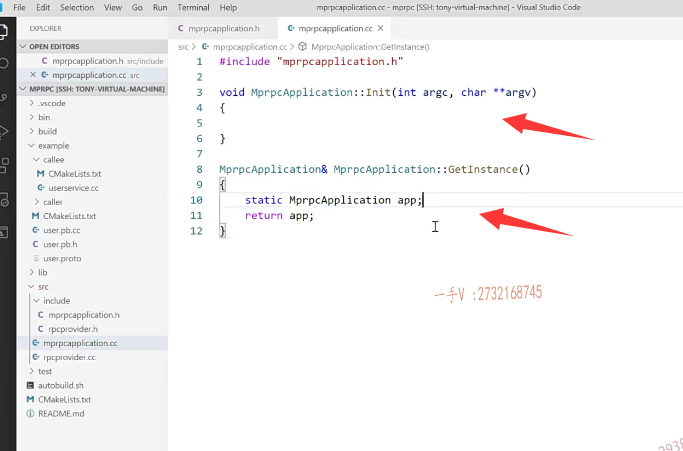 File Edit Selection View Go Run Terminal Help mprpcapplication.cc - mprpc [SSH: tony-virtual-machine] - Visual Studio Code
EXPLORER
OPEN EDITORS
mprpcapplication.h src/include
mprpcapplication.cc src
MPRPC [SSH: TONY-VIRTUAL-MACHINE]
.vscode
bin
build
example
callee
CMakeLists.txt
userservice.cc
caller
CMakeLists.txt
user.pb.cc
user.pb.h
user.proto
lib
src
include
mprpcapplication.h
rpcprovider.h
mprpcapplication.cc
rpcprovider.cc
test
autobuild.sh
CMakeLists.txt
README.md
mprpcapplication.h mprpcapplication.cc
src > mprpcapplication.cc > MprpcApplication::GetInstance()
1 #include "mprpcapplication.h"
2
3 void MprpcApplication::Init(int argc, char **argv)
4 {
5
6 }
7
8 MprpcApplication& MprpcApplication::GetInstance()
9 {
10 static MprpcApplication app;
11 return app;
12 }
一手V :2732168745